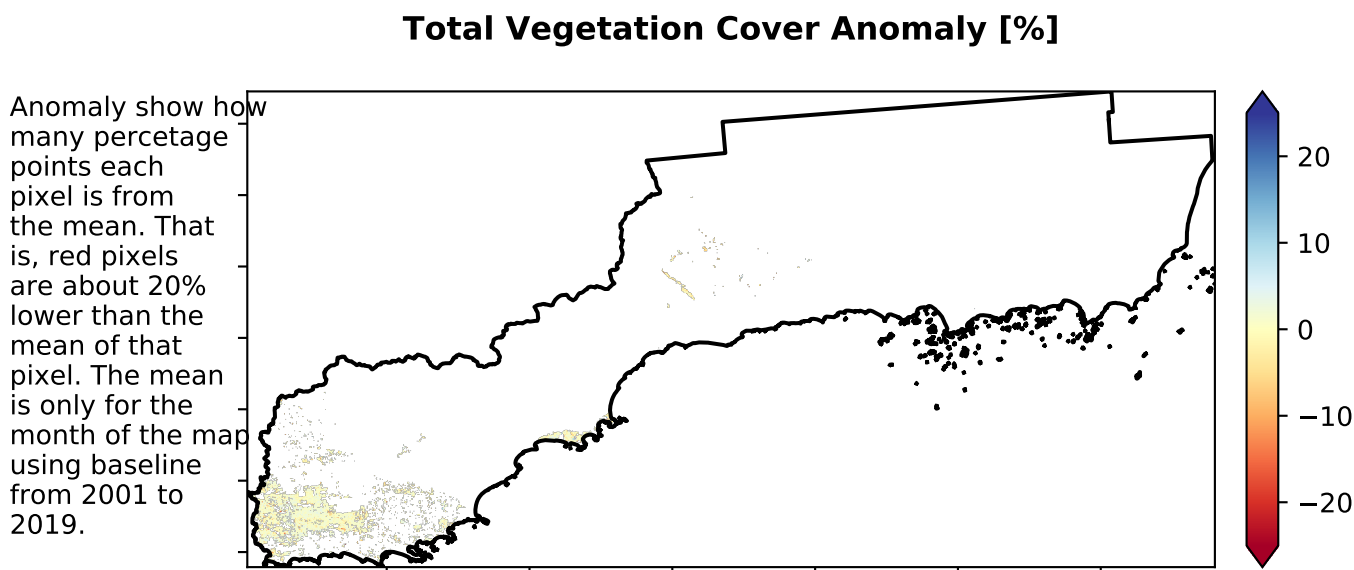 Total Vegetation Cover Anomaly [%]
Anomaly show how
many percetage
points each
pixel is from
the mean. That
is, red pixels
are about 20%
lower than the
mean of that
pixel. The mean
is only for the
month of the map
using baseline
from 2001 to
2019.
20
10
0
−10
−20